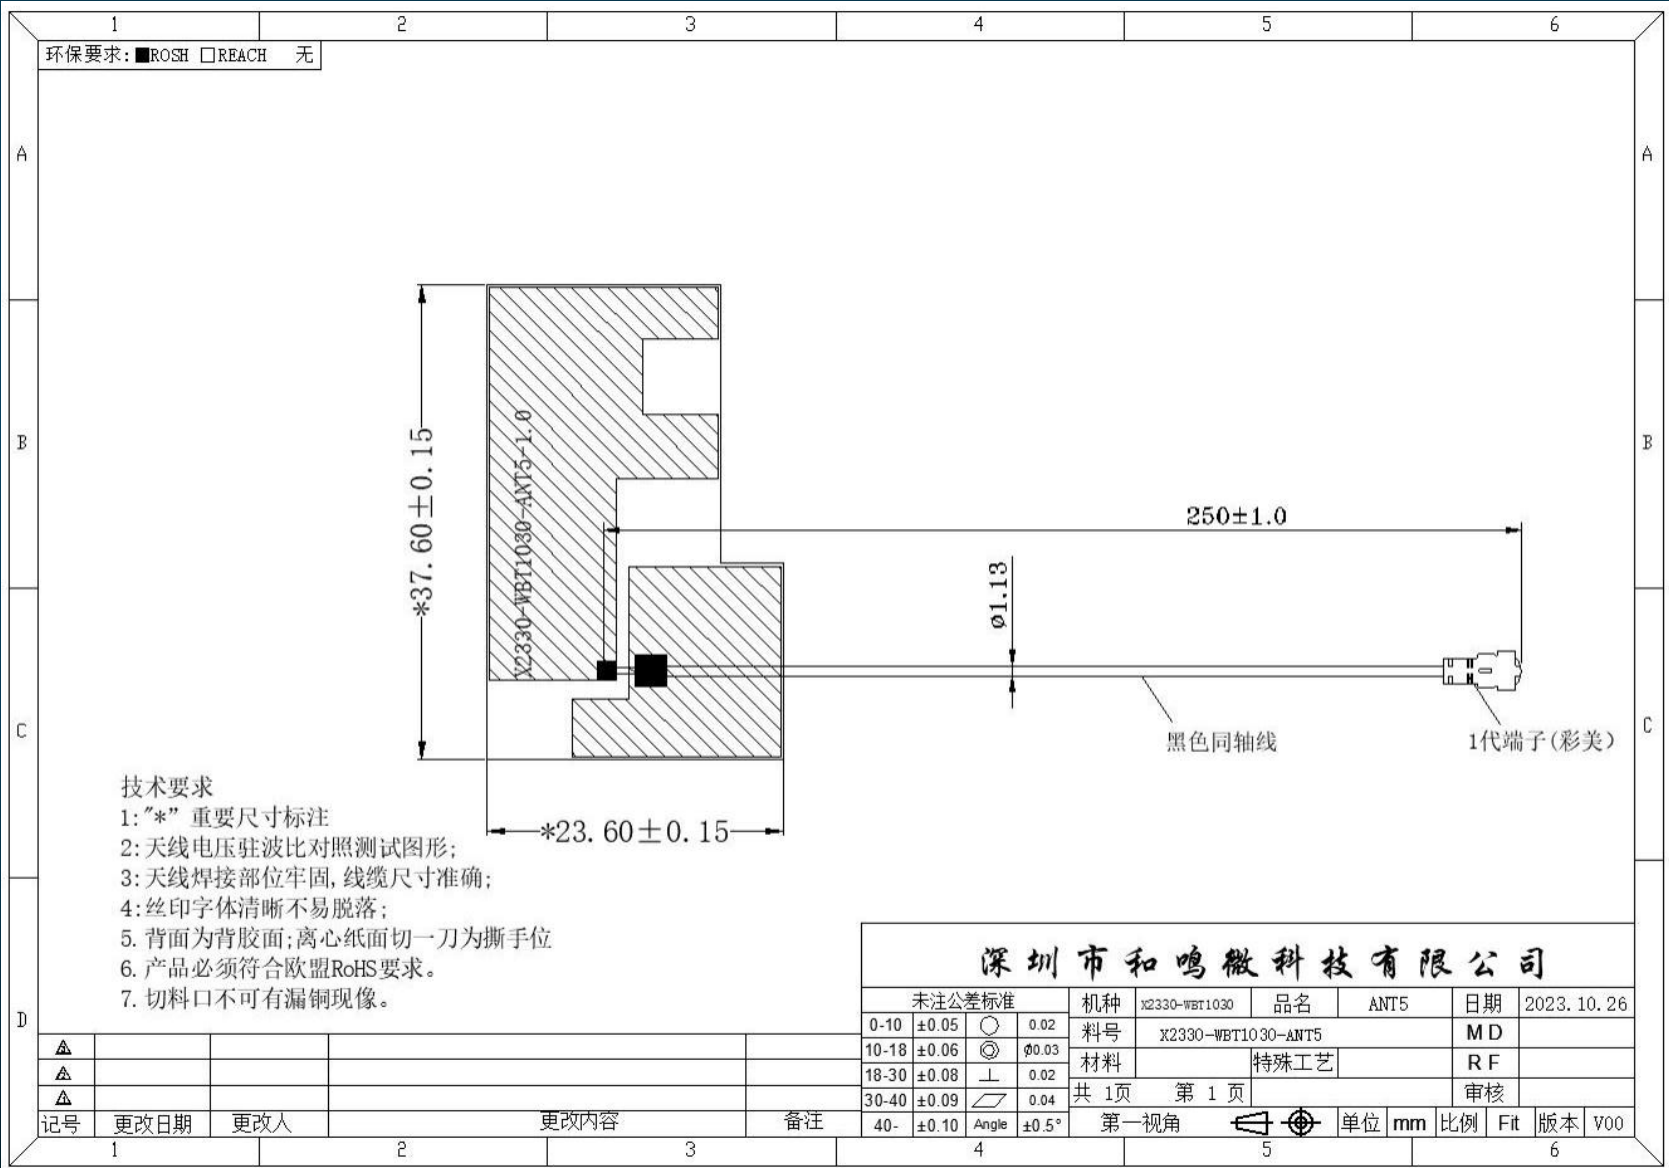 1 2 3 4 5 6
环保要求: ■ROSH □REACH 无
A A
*37.60±0.15
X2330-WBT1030-ANT5-1.0
B B
250±1.0
ø1.13
C C
黑色同轴线
1代端子(彩美)
*23.60±0.15
技术要求
1:"*" 重要尺寸标注
2:天线电压驻波比对照测试图形;
3:天线焊接部位牢固,线缆尺寸准确;
4:丝印字体清晰不易脱落;
5.背面为背胶面;离心纸面切一刀为撕手位
6.产品必须符合欧盟RoHS要求。
7.切料口不可有漏铜现像。
D
深圳市和鸣微科技有限公司
未注公差标准 机种 X2330-WBT1030 品名 ANT5 日期 2023.10.26
0-10 ±0.05 0.02 料号 X2330-WBT1030-ANT5 MD
10-18 ±0.06 ø0.03 材料 特殊工艺 RF
18-30 ±0.08 0.02 共 1页 第 1 页 审核
30-40 ±0.09 0.04
40- ±0.10 Angle ±0.5° 第一视角 单位 mm 比例 Fit 版本 V00
3
2
1
记号 更改日期 更改人 更改内容 备注
1 2 3 4 5 6